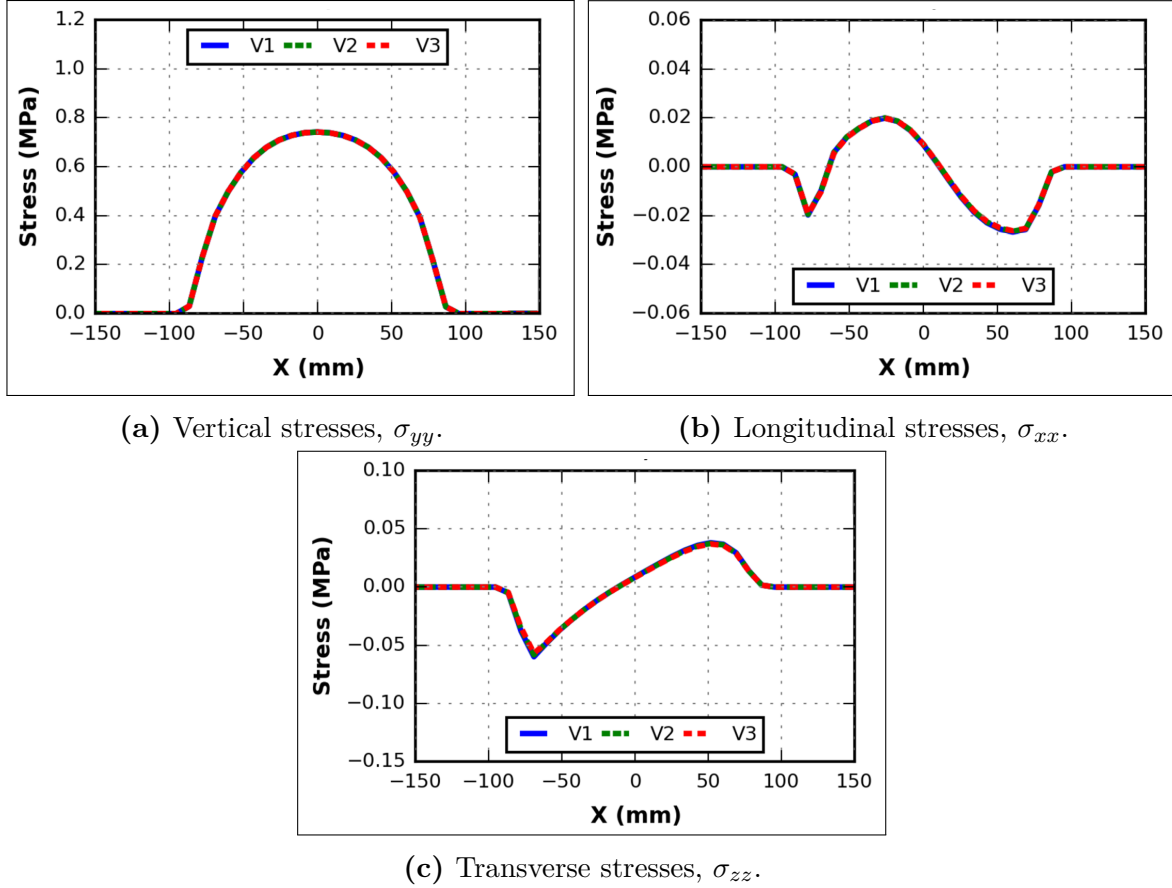 1.2
1.0
0.8
0.6
0.4
0.2
0.0
Stress (MPa)
V1 V2 V3
−150 −100 −50 0 50 100 150
X (mm)
(a) Vertical stresses, σyy.
0.06
0.04
0.02
0.00
−0.02
−0.04
−0.06
Stress (MPa)
V1 V2 V3
−150 −100 −50 0 50 100 150
X (mm)
(b) Longitudinal stresses, σxx.
0.10
0.05
0.00
−0.05
−0.10
−0.15
Stress (MPa)
V1 V2 V3
−150 −100 −50 0 50 100 150
X (mm)
(c) Transverse stresses, σzz.